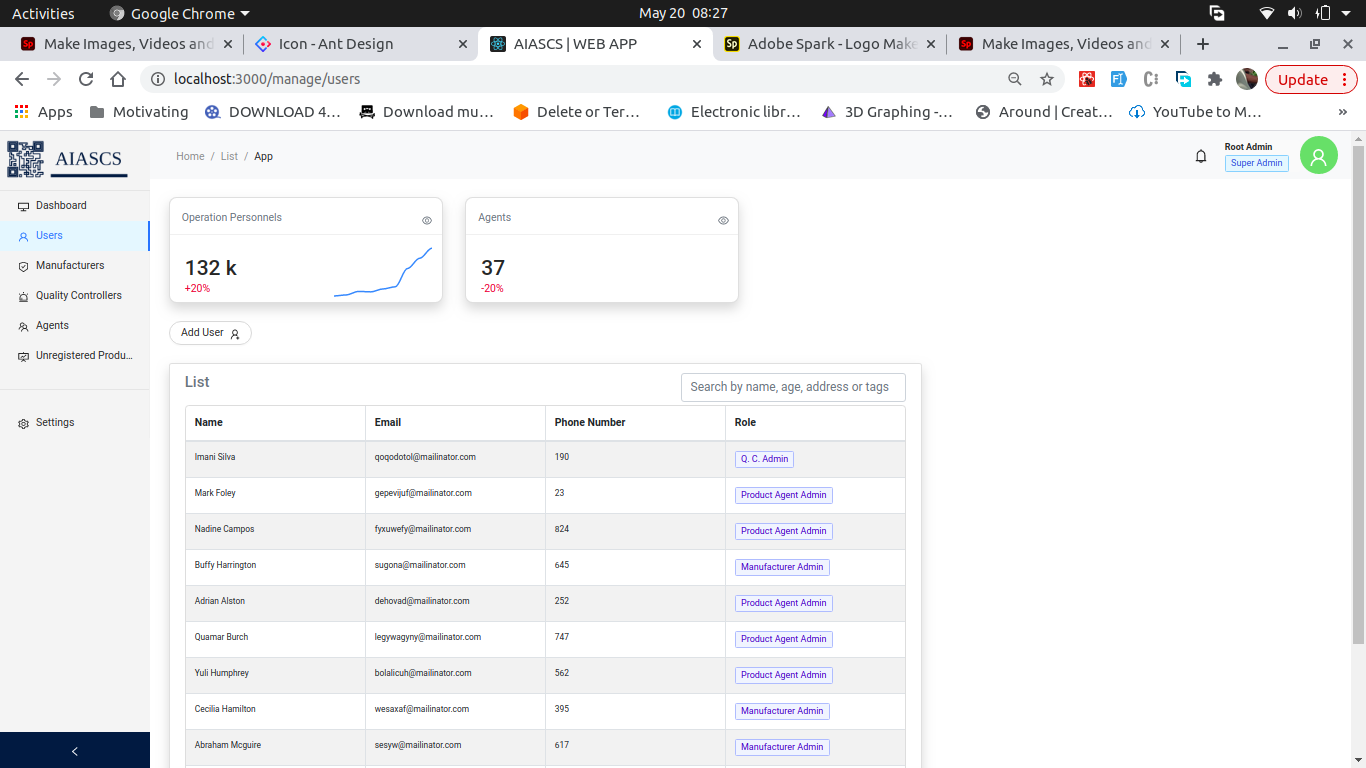 Activities Google Chrome May 20 08:27
Make Images, Videos and Icon - Ant Design AIASCS | WEB APP Adobe Spark - Logo Make Make Images, Videos and
localhost:3000/manage/users Update
Apps Motivating DOWNLOAD 4... Download mu... Delete or Ter... Electronic libr... 3D Graphing -... Around | Creat... YouTube to M... »
AIASCS
Home / List / App
Root Admin
Super Admin
Dashboard
Users
Manufacturers
Quality Controllers
Agents
Unregistered Produ...
Settings
Operation Personnels
132 k
+20%
Agents
37
-20%
Add User
List
Search by name, age, address or tags
Name Email Phone Number Role
Imani Silva qoqodotol@mailinator.com 190 Q. C. Admin
Mark Foley gepevijuf@mailinator.com 23 Product Agent Admin
Nadine Campos fyxuwefy@mailinator.com 824 Product Agent Admin
Buffy Harrington sugona@mailinator.com 645 Manufacturer Admin
Adrian Alston dehovad@mailinator.com 252 Product Agent Admin
Quamar Burch legywagyny@mailinator.com 747 Product Agent Admin
Yuli Humphrey bolalicuh@mailinator.com 562 Product Agent Admin
Cecilia Hamilton wesaxaf@mailinator.com 395 Manufacturer Admin
Abraham Mcguire sesyw@mailinator.com 617 Manufacturer Admin